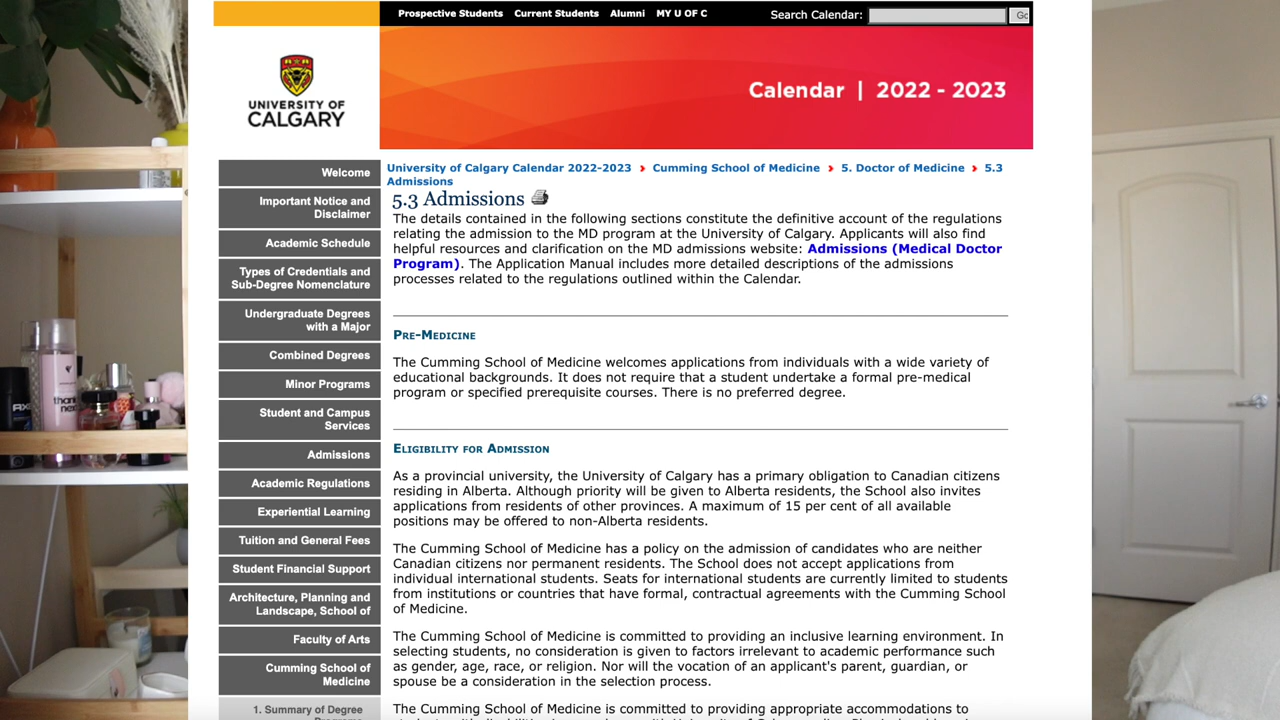 Prospective Students Current Students Alumni MY U OF C Search Calendar: Go
UNIVERSITY OF
CALGARY
Calendar | 2022 - 2023
Welcome
Important Notice and
Disclaimer
Academic Schedule
Types of Credentials and
Sub-Degree Nomenclature
Undergraduate Degrees
with a Major
Combined Degrees
Minor Programs
Student and Campus
Services
Admissions
Academic Regulations
Experiential Learning
Tuition and General Fees
Student Financial Support
Architecture, Planning and
Landscape, School of
Faculty of Arts
Cumming School of
Medicine
1. Summary of Degree
University of Calgary Calendar 2022-2023 Cumming School of Medicine 5. Doctor of Medicine 5.3
Admissions
5.3 Admissions
The details contained in the following sections constitute the definitive account of the regulations
relating the admission to the MD program at the University of Calgary. Applicants will also find
helpful resources and clarification on the MD admissions website: Admissions (Medical Doctor
Program). The Application Manual includes more detailed descriptions of the admissions
processes related to the regulations outlined within the Calendar.
Pre-Medicine
The Cumming School of Medicine welcomes applications from individuals with a wide variety of
educational backgrounds. It does not require that a student undertake a formal pre-medical
program or specified prerequisite courses. There is no preferred degree.
Eligibility for Admission
As a provincial university, the University of Calgary has a primary obligation to Canadian citizens
residing in Alberta. Although priority will be given to Alberta residents, the School also invites
applications from residents of other provinces. A maximum of 15 per cent of all available
positions may be offered to non-Alberta residents.
The Cumming School of Medicine has a policy on the admission of candidates who are neither
Canadian citizens nor permanent residents. The School does not accept applications from
individual international students. Seats for international students are currently limited to students
from institutions or countries that have formal, contractual agreements with the Cumming School
of Medicine.
The Cumming School of Medicine is committed to providing an inclusive learning environment. In
selecting students, no consideration is given to factors irrelevant to academic performance such
as gender, age, race, or religion. Nor will the vocation of an applicant's parent, guardian, or
spouse be a consideration in the selection process.
The Cumming School of Medicine is committed to providing appropriate accommodations to
AXE
thank
next